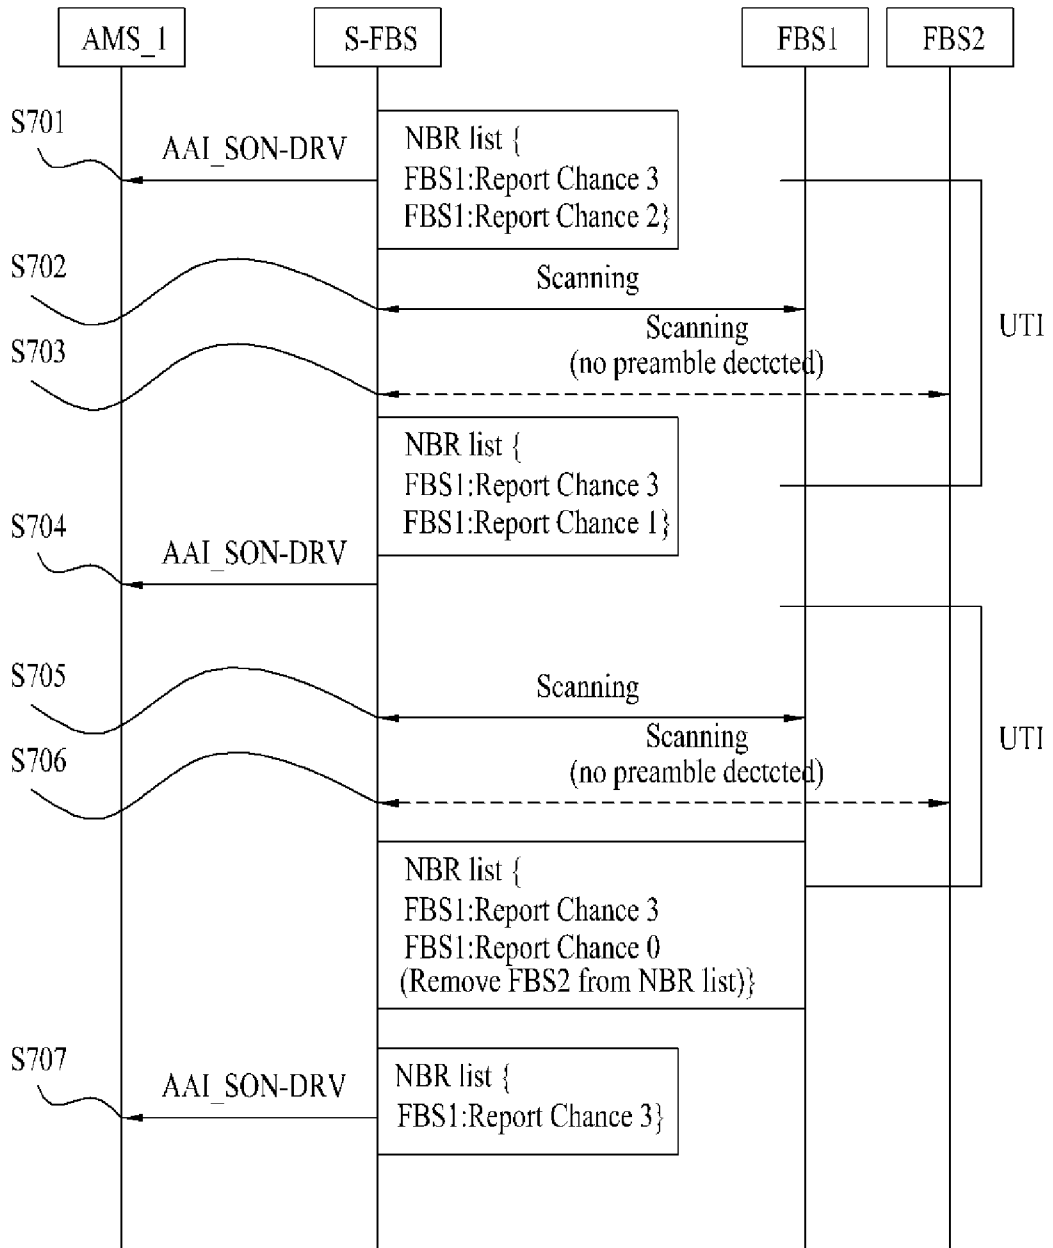 AMS_1
S-FBS
FBS1
FBS2
S701
AAI_SON-DRV
NBR list {
FBS1:Report Chance 3
FBS1:Report Chance 2}
S702
Scanning
UTI
S703
Scanning
(no preamble dectcted)
NBR list {
FBS1:Report Chance 3
FBS1:Report Chance 1}
S704
AAI_SON-DRV
S705
Scanning
UTI
S706
Scanning
(no preamble dectcted)
NBR list {
FBS1:Report Chance 3
FBS1:Report Chance 0
(Remove FBS2 from NBR list)}
S707
AAI_SON-DRV
NBR list {
FBS1:Report Chance 3}